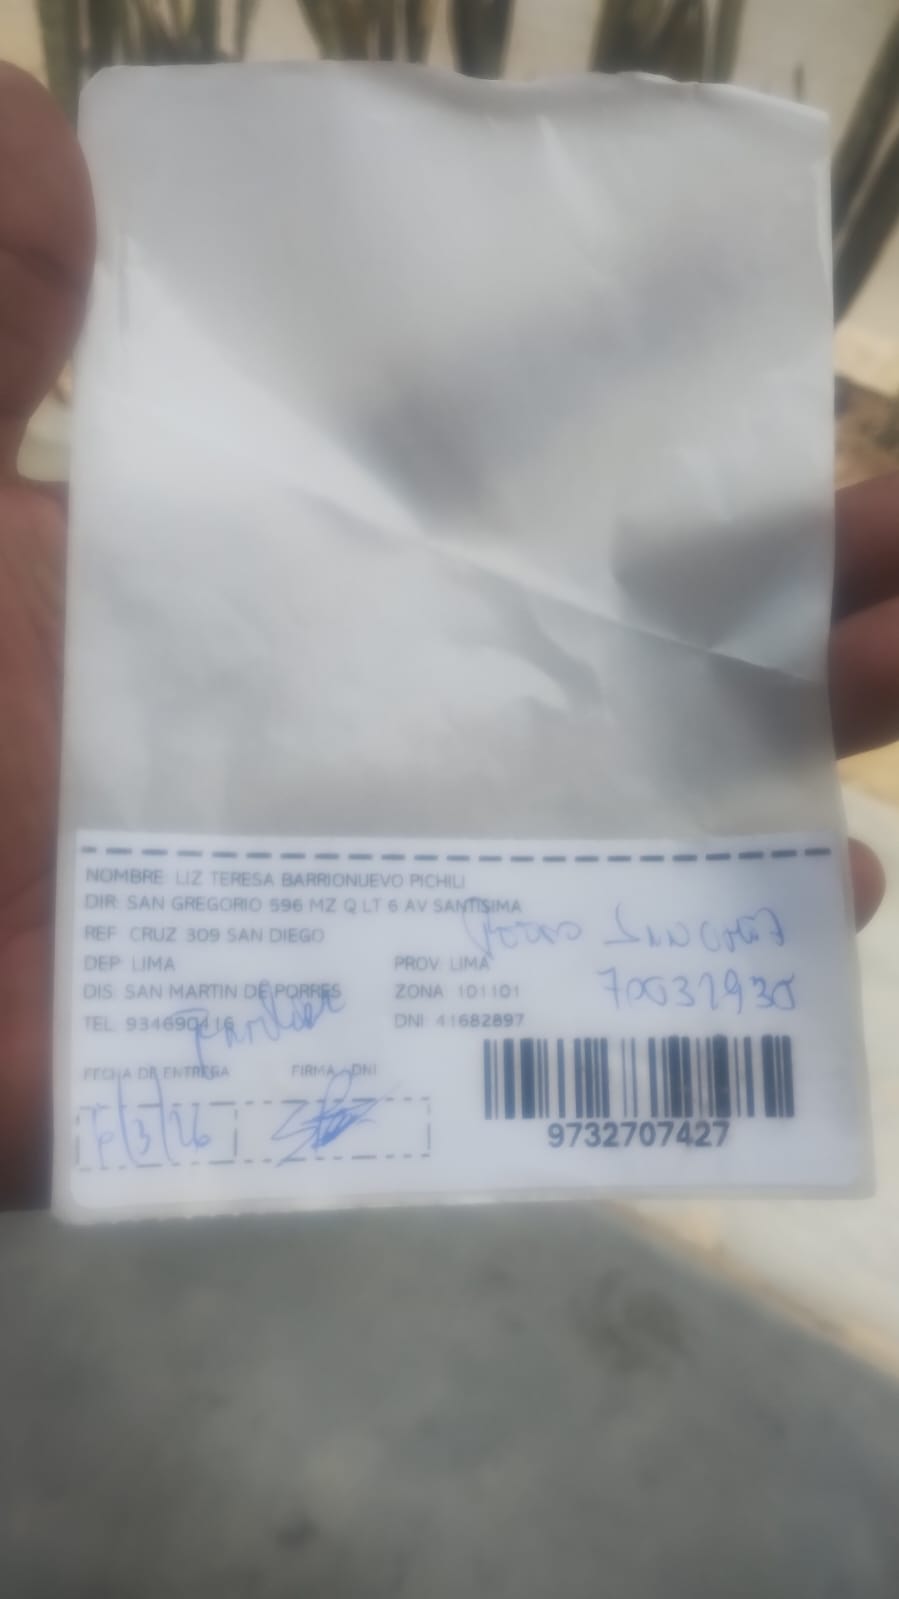 NOMBRE: LIZ TERESA BARRIONUEVO PICHILI
DIR: SAN GREGORIO 596 MZ Q LT 6 AV SANTISIMA
REF: CRUZ 309 SAN DIEGO
DEP: LIMA PROV: LIMA
DIS: SAN MARTIN DE PORRES ZONA: 101101
TEL: 934690416 DNI: 41682897
FECHA DE ENTREGA FIRMA DNI
9732707427